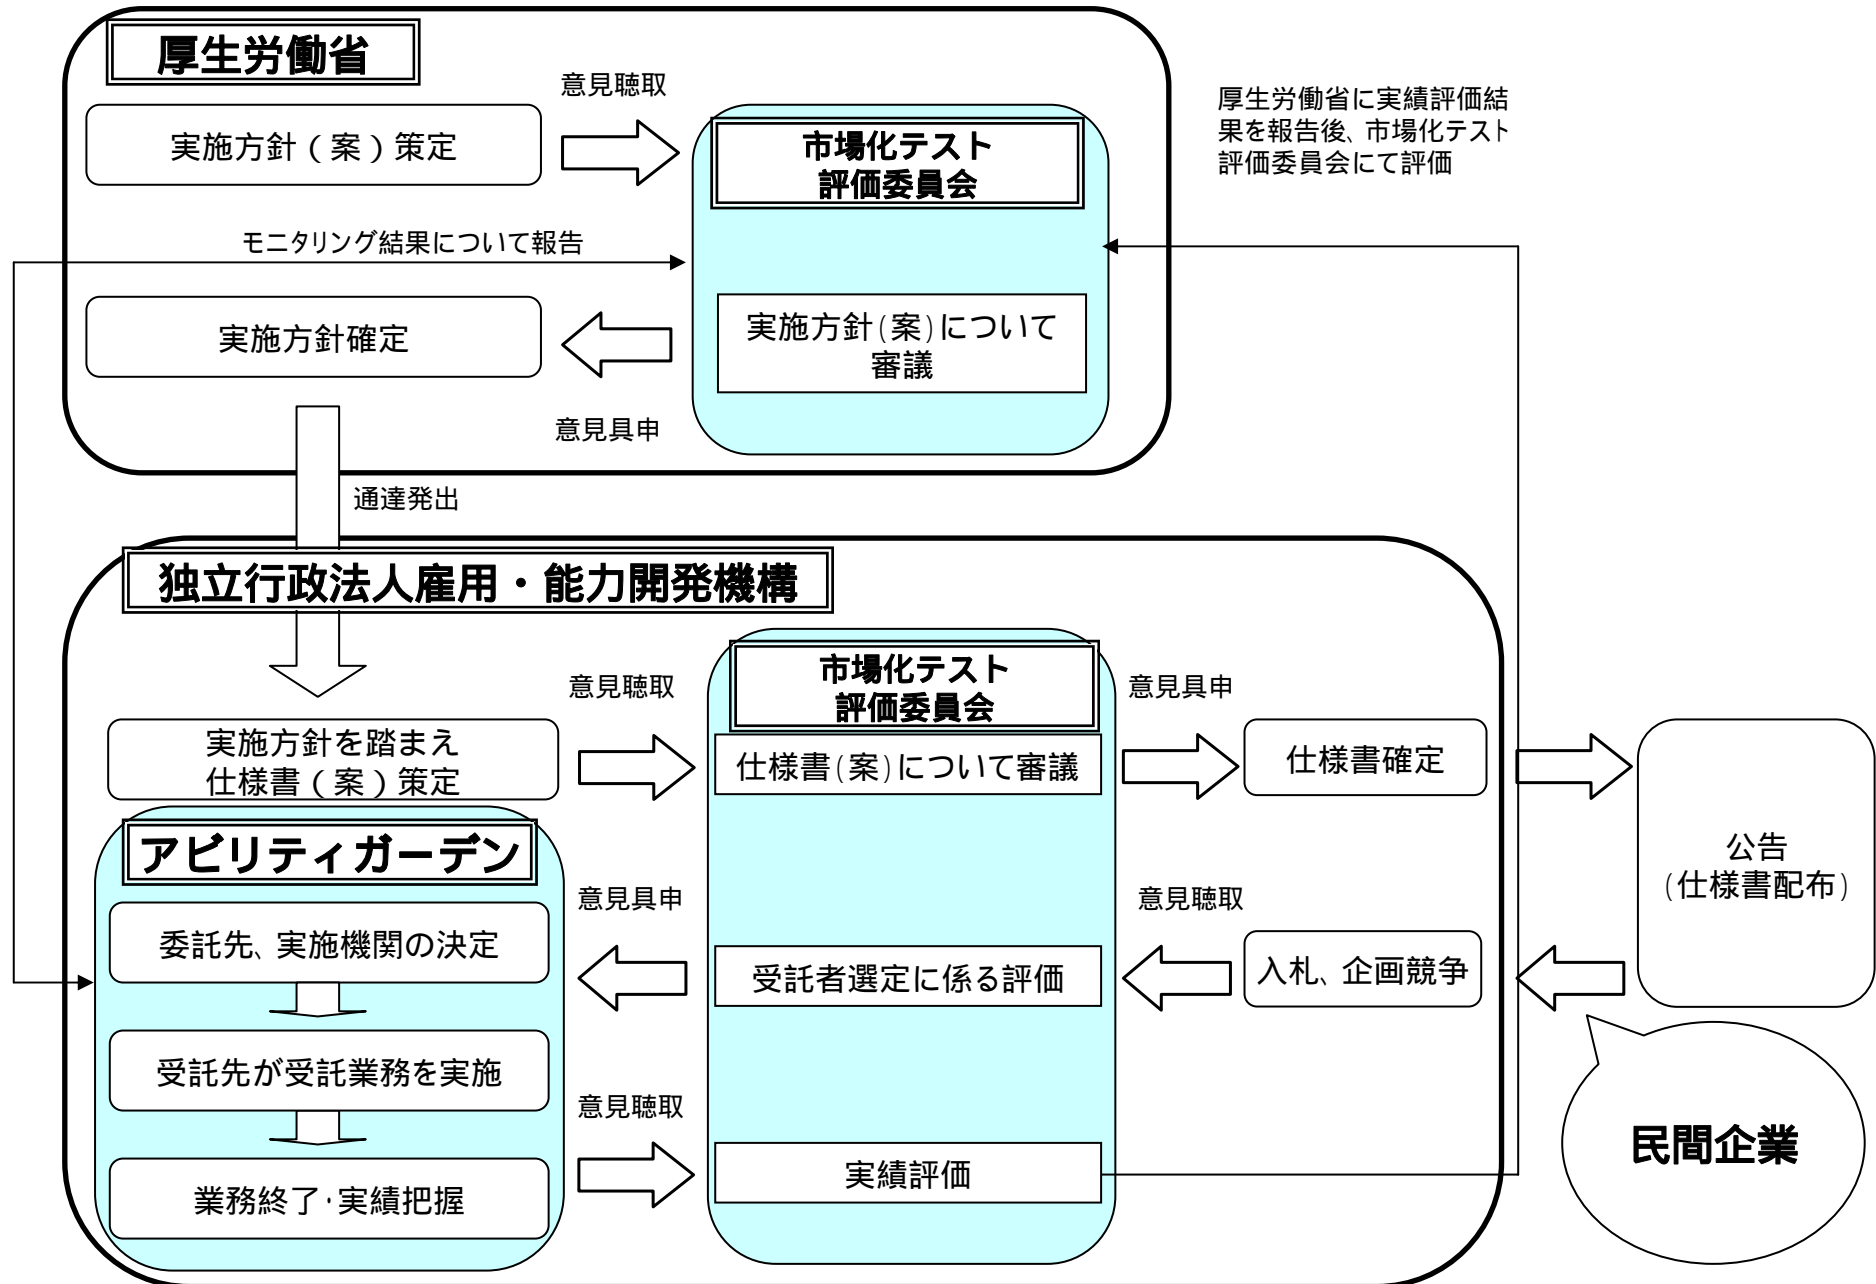 厚生労働省
意見聴取
実施方針（案）策定
市場化テスト
評価委員会
厚生労働省に実績評価結
果を報告後、市場化テスト
評価委員会にて評価
モニタリング結果について報告
実施方針確定
実施方針(案)について
審議
意見具申
通達発出
独立行政法人雇用・能力開発機構
市場化テスト
評価委員会
意見聴取
意見具申
実施方針を踏まえ
仕様書（案）策定
仕様書(案)について審議
仕様書確定
公告
(仕様書配布)
アビリティガーデン
意見具申
意見聴取
委託先、実施機関の決定
受託者選定に係る評価
入札、企画競争
受託先が受託業務を実施
意見聴取
民間企業
業務終了・実績把握
実績評価